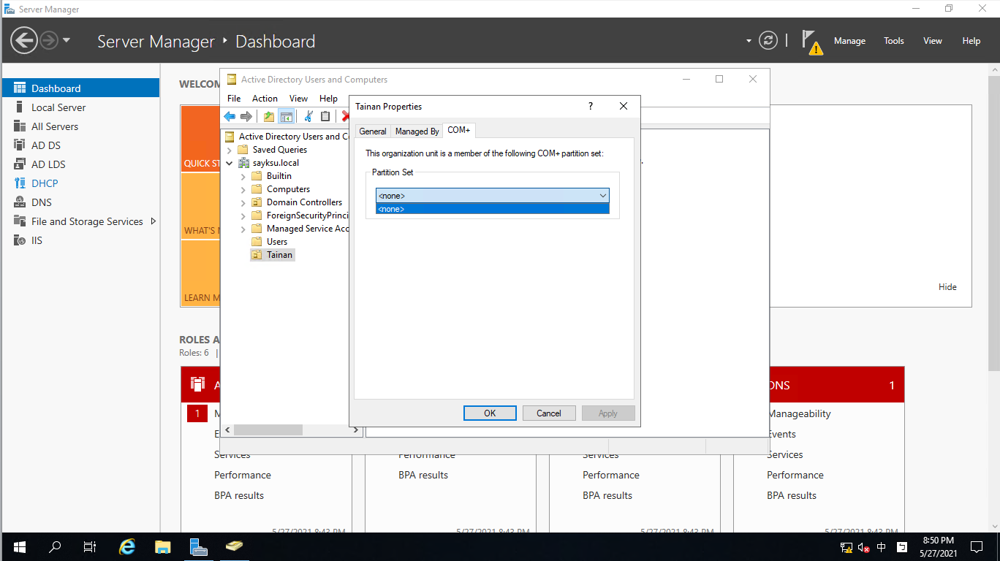 Server Manager
Server Manager ‣ Dashboard
Manage Tools View Help
Dashboard
Local Server
All Servers
AD DS
AD LDS
DHCP
DNS
File and Storage Services
IIS
QUICK
WHAT'S
LEARN
Hide
Roles: 6
Active Directory Users and Computers
File Action View Help
Active Directory Users and
Saved Queries
sayksu.local
Builtin
Computers
Domain Controllers
ForeignSecurityPrinci
Managed Service Acc
Users
Tainan
Tainan Properties
?
General Managed By COM+
This organization unit is a member of the following COM+ partition set:
Partition Set
<none>
<none>
OK Cancel Apply
1
Services
Performance
BPA results
5/27/2021 8:43 PM
Performance
BPA results
5/27/2021 8:43 PM
Services
Performance
BPA results
5/27/2021 8:43 PM
DNS 1
Manageability
Events
Services
Performance
BPA results
5/27/2021 8:43 PM
中
8:50 PM
5/27/2021